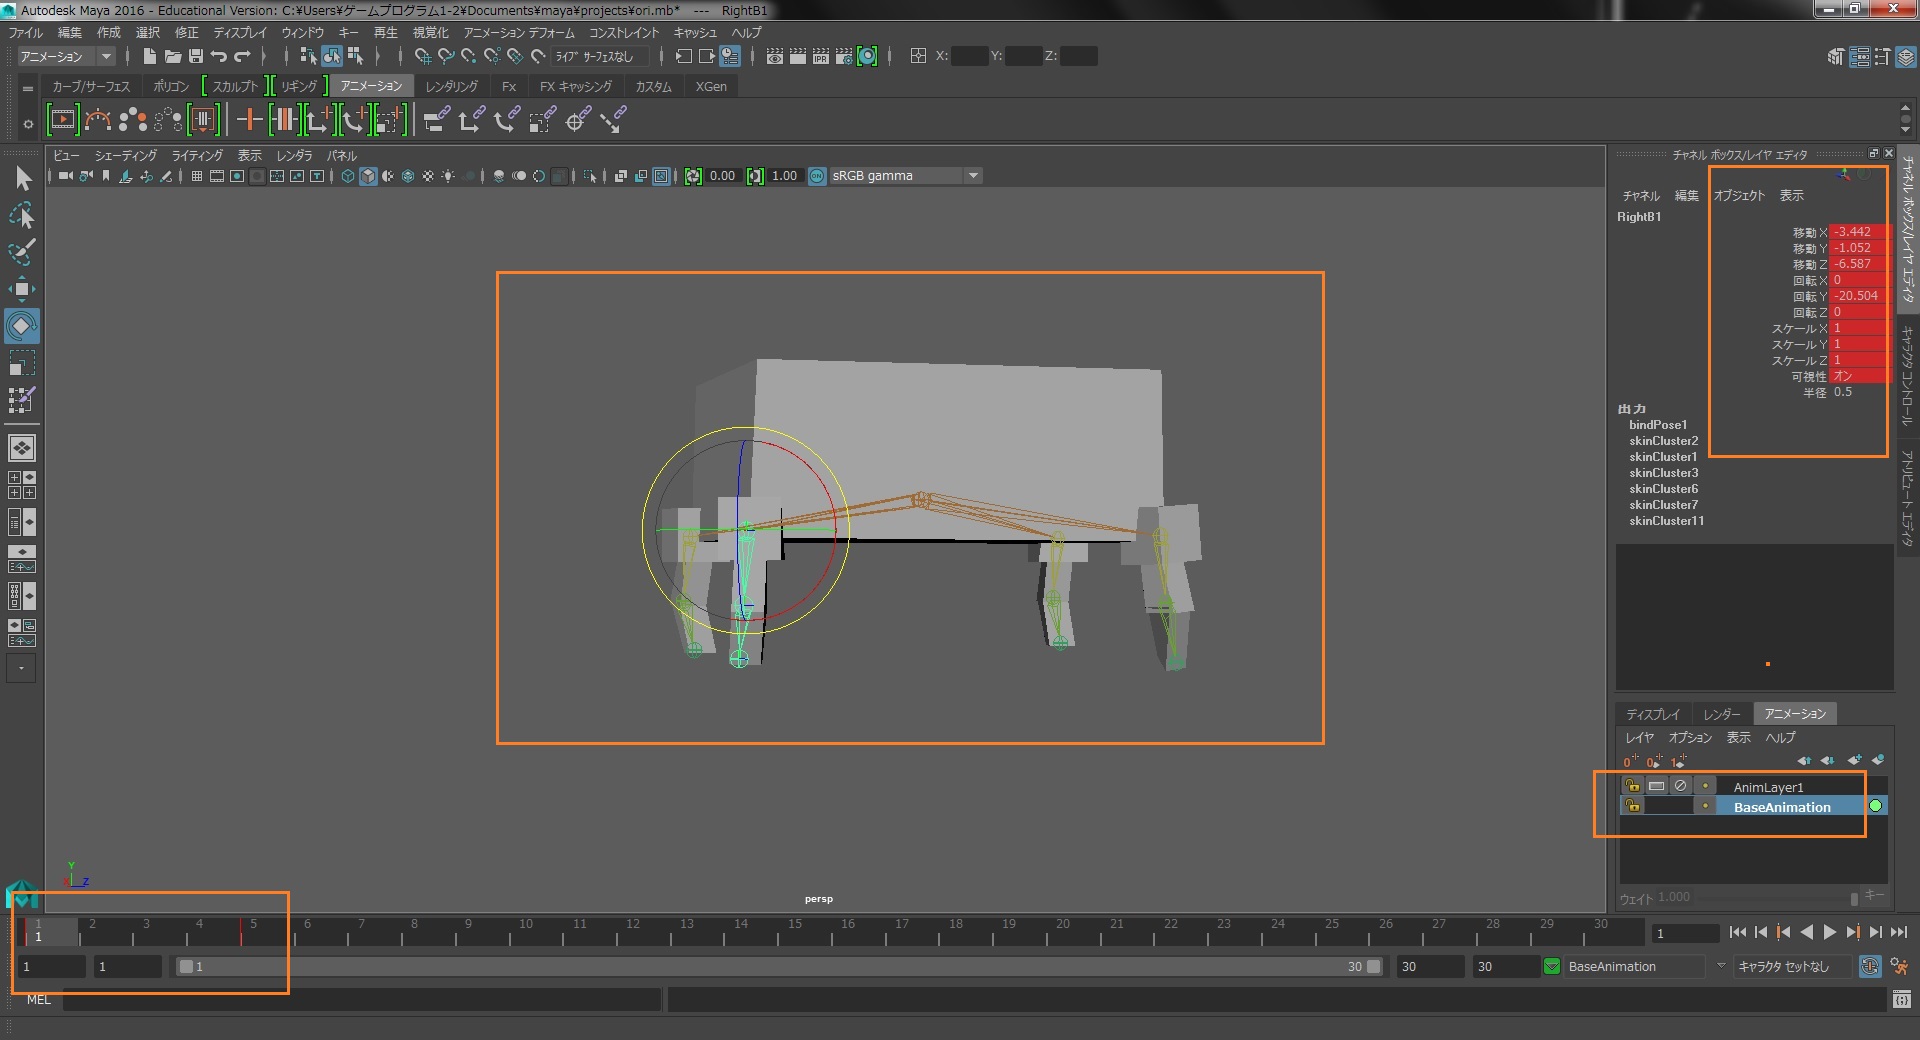 Autodesk Maya 2016 - Educational Version: C:¥Users¥ゲームプログラム1-2¥Documents¥maya¥projects¥ori.mb* --- RightB1
ファイル 編集 作成 選択 修正 ディスプレイ ウィンドウ キー 再生 視覚化 アニメーション デフォーム コンストレイント キャッシュ ヘルプ
アニメーション ライブ サーフェスなし IPR X: Y: Z:
カーブ/サーフェス ポリゴン スカルプト リギング アニメーション レンダリング Fx FX キャッシング カスタム XGen
ビュー シェーディング ライティング 表示 レンダラ パネル
0.00 1.00 ON sRGB gamma
チャネル ボックス/レイヤ エディタ
チャネル 編集 オブジェクト 表示
RightB1
移動 X -3.442
移動 Y -1.052
移動 Z -6.587
回転 X 0
回転 Y -20.504
回転 Z 0
スケール X 1
スケール Y 1
スケール Z 1
可視性 オン
半径 0.5
出力
bindPose1
skinCluster2
skinCluster1
skinCluster3
skinCluster6
skinCluster7
skinCluster11
チャネル ボックス/レイヤ エディタ
キャラクタ コントロール
アトリビュート エディタ
ディスプレイ レンダー アニメーション
レイヤ オプション 表示 ヘルプ
AnimLayer1
BaseAnimation
ウェイト 1.000 キー
Y
X Z
persp
1 2 3 4 5 6 7 8 9 10 11 12 13 14 15 16 17 18 19 20 21 22 23 24 25 26 27 28 29 30
1 1
1 1 1 30 30 30 BaseAnimation キャラクタ セットなし
MEL